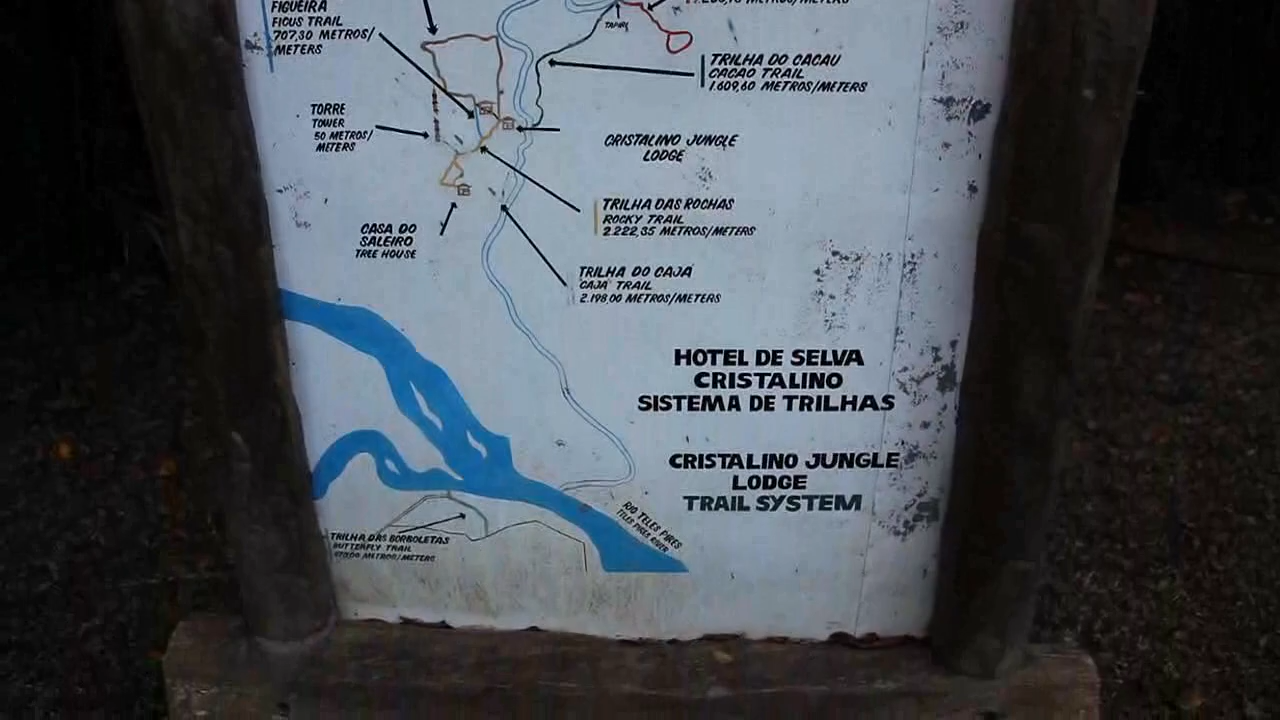 FIGUEIRA
FICUS TRAIL
707,30 METROS/
METERS
TAPIRI
TRILHA DO CACAU
CACAO TRAIL
1.609,60 METROS/METERS
TORRE
TOWER
50 METROS/
METERS
CRISTALINO JUNGLE
LODGE
TRILHA DAS ROCHAS
ROCKY TRAIL
2.222,35 METROS/METERS
CASA DO
SALEIRO
TREE HOUSE
TRILHA DO CAJÁ
CAJÁ TRAIL
2.198,00 METROS/METERS
HOTEL DE SELVA
CRISTALINO
SISTEMA DE TRILHAS
CRISTALINO JUNGLE
LODGE
TRAIL SYSTEM
RIO TELES PIRES
TELES PIRES RIVER
TRILHA DAS BORBOLETAS
BUTTERFLY TRAIL
METROS/METERS